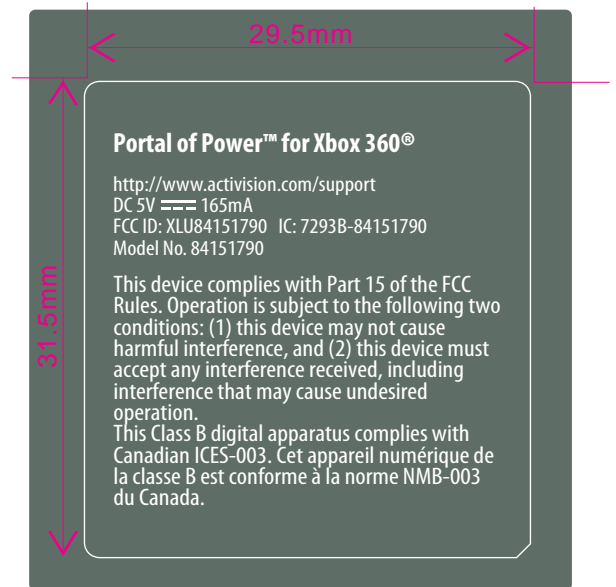 29.5mm
31.5mm
Portal of Power™ for Xbox 360®
http://www.activision.com/support
DC 5V ⎓ 165mA
FCC ID: XLU84151790 IC: 7293B-84151790
Model No. 84151790
This device complies with Part 15 of the FCC
Rules. Operation is subject to the following two
conditions: (1) this device may not cause
harmful interference, and (2) this device must
accept any interference received, including
interference that may cause undesired
operation.
This Class B digital apparatus complies with
Canadian ICES-003. Cet appareil numérique de
la classe B est conforme à la norme NMB-003
du Canada.